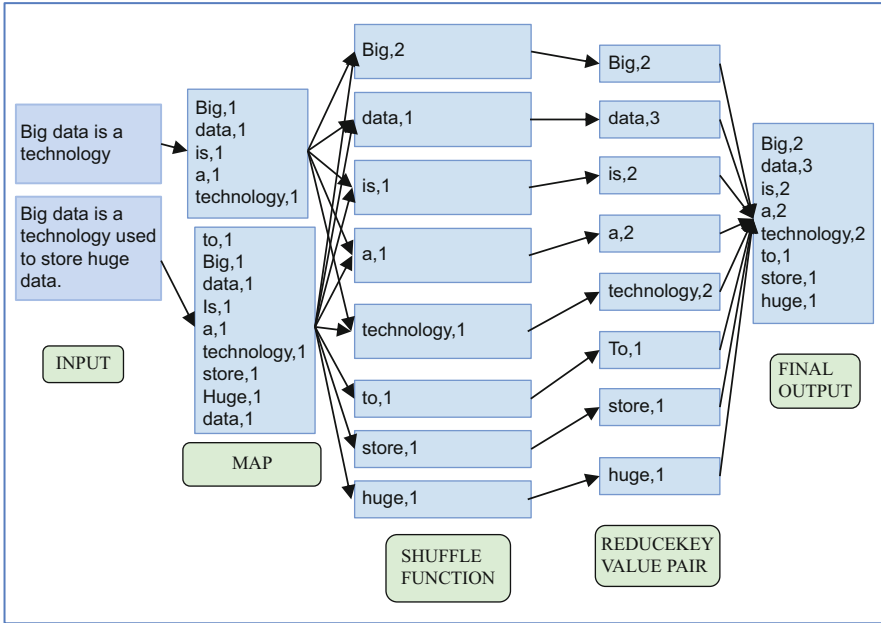 Big data is a
technology
Big data is a
technology used
to store huge
data.
INPUT
Big,1
data,1
is,1
a,1
technology,1
to,1
Big,1
data,1
Is,1
a,1
technology,1
store,1
Huge,1
data,1
MAP
Big,2
data,1
is,1
a,1
technology,1
to,1
store,1
huge,1
SHUFFLE
FUNCTION
Big,2
data,3
is,2
a,2
technology,2
To,1
store,1
huge,1
REDUCEKEY
VALUE PAIR
Big,2
data,3
is,2
a,2
technology,2
to,1
store,1
huge,1
FINAL
OUTPUT